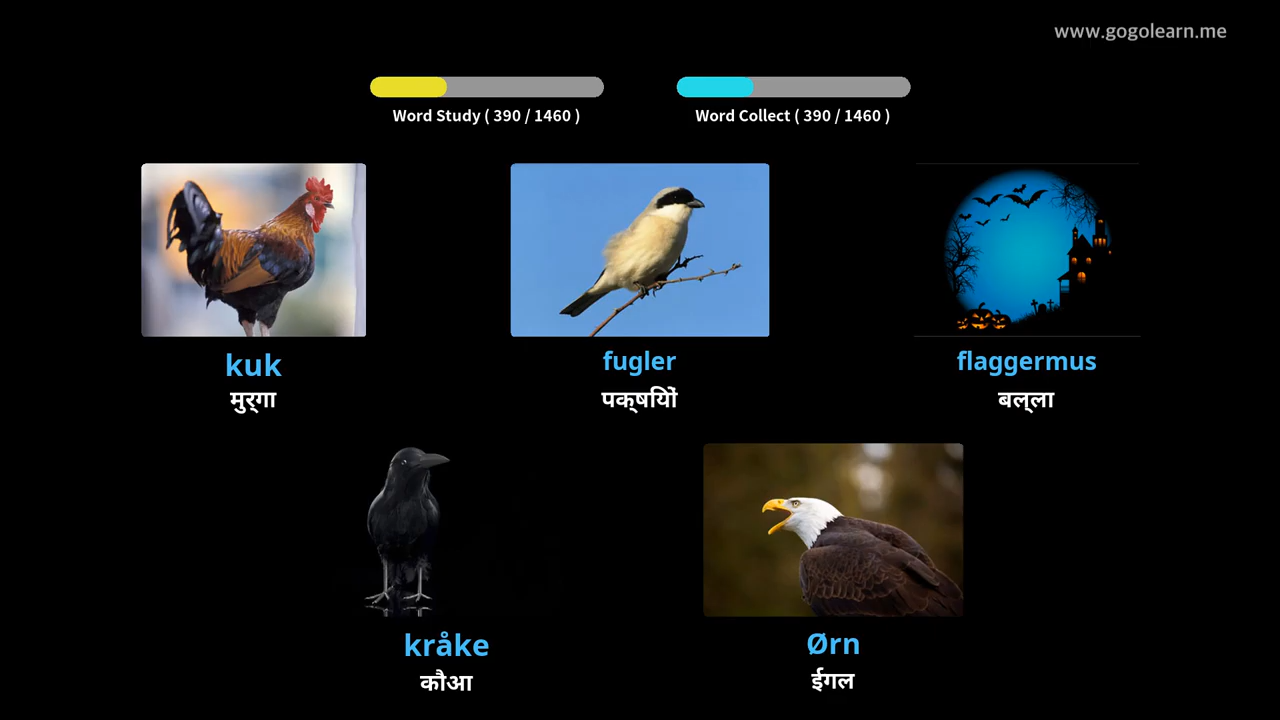 www.gogolearn.me
Word Study ( 390 / 1460 )
Word Collect ( 390 / 1460 )
kuk
fugler
flaggermus
मुर्गा
पक्षियों
बल्ला
kråke
Ørn
कौआ
ईगल